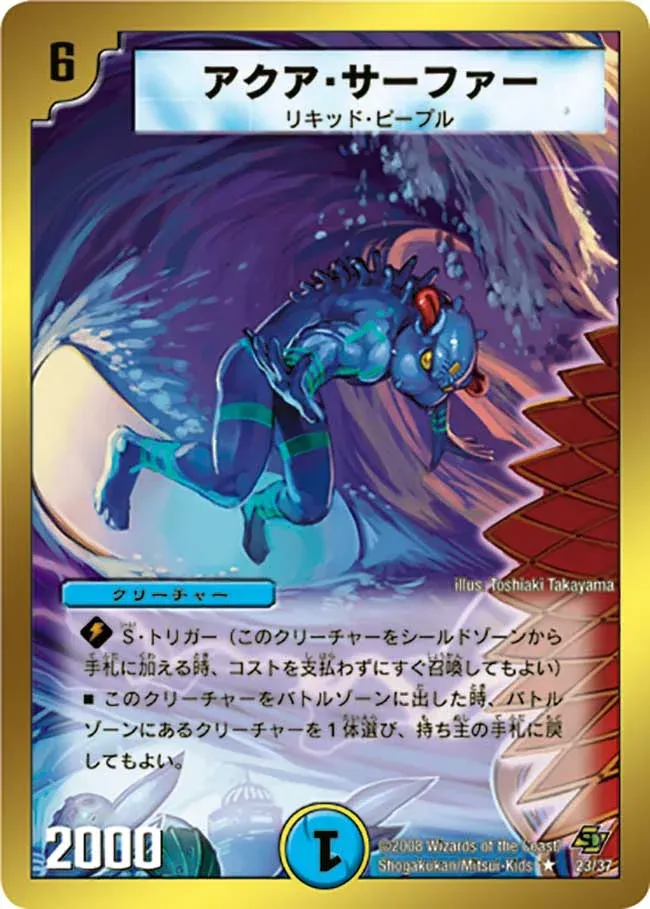 6
アクア・サーファー
リキッド・ピープル
illus. Toshiaki Takayama
クリーチャー
S・トリガー（このクリーチャーをシールドゾーンから
手札に加える時、コストを支払わずにすぐ召喚してもよい）
■ このクリーチャーをバトルゾーンに出した時、バトル
ゾーンにあるクリーチャーを1体選び、持ち主の手札に戻
してもよい。
2000
1
©2008 Wizards of the Coast/
Shogakukan/Mitsui-Kids ★ 23/37